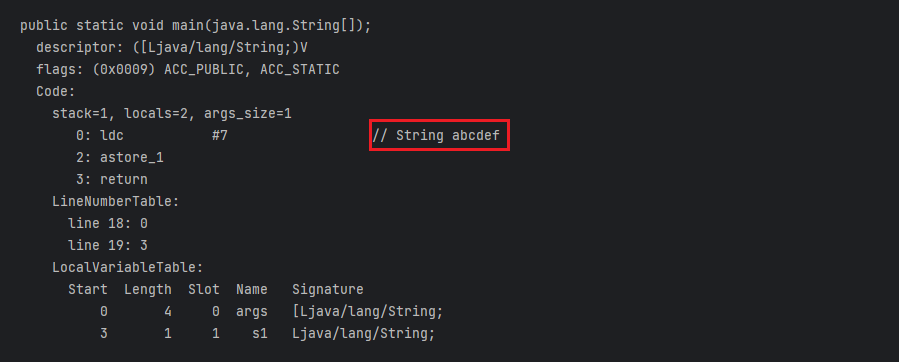 public static void main(java.lang.String[]);
  descriptor: ([Ljava/lang/String;)V
  flags: (0x0009) ACC_PUBLIC, ACC_STATIC
  Code:
    stack=1, locals=2, args_size=1
       0: ldc           #7                  // String abcdef
       2: astore_1
       3: return
    LineNumberTable:
      line 18: 0
      line 19: 3
    LocalVariableTable:
      Start  Length  Slot  Name   Signature
          0       4     0  args   [Ljava/lang/String;
          3       1     1    s1   Ljava/lang/String;